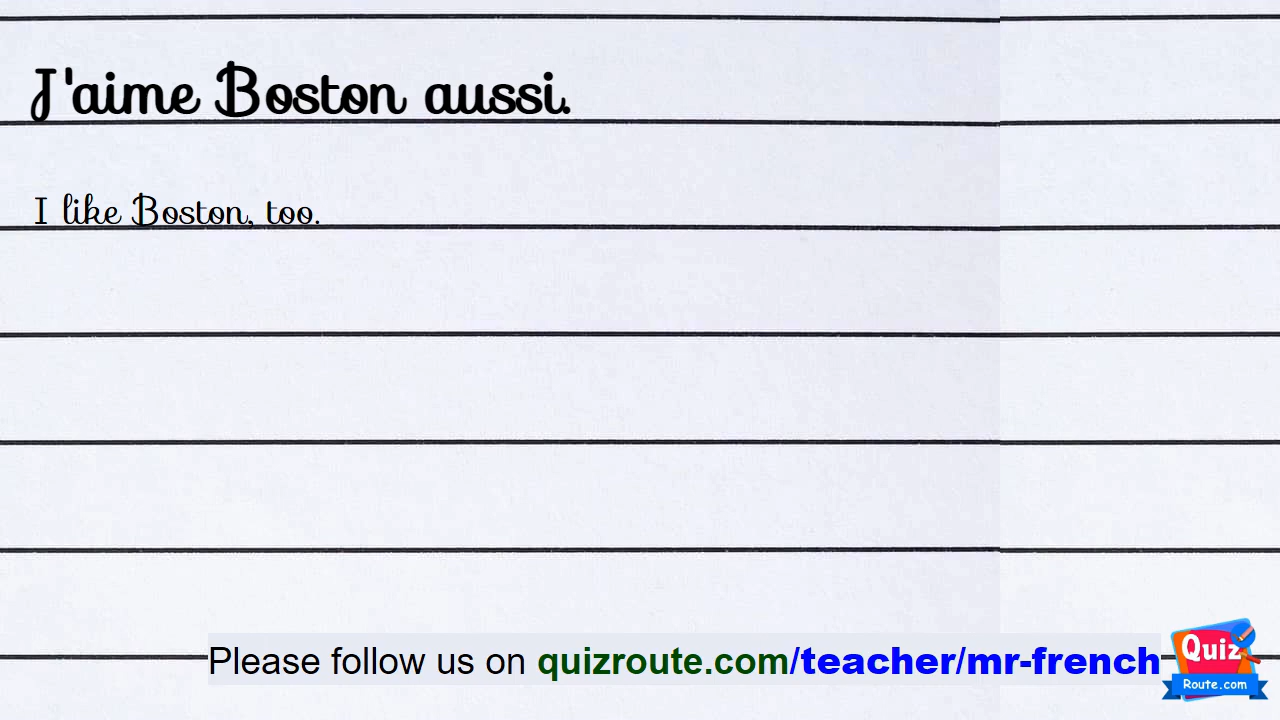 J'aime Boston aussi.
I like Boston, too.
Please follow us on quizroute.com/teacher/mr-french
Quiz
Route.com